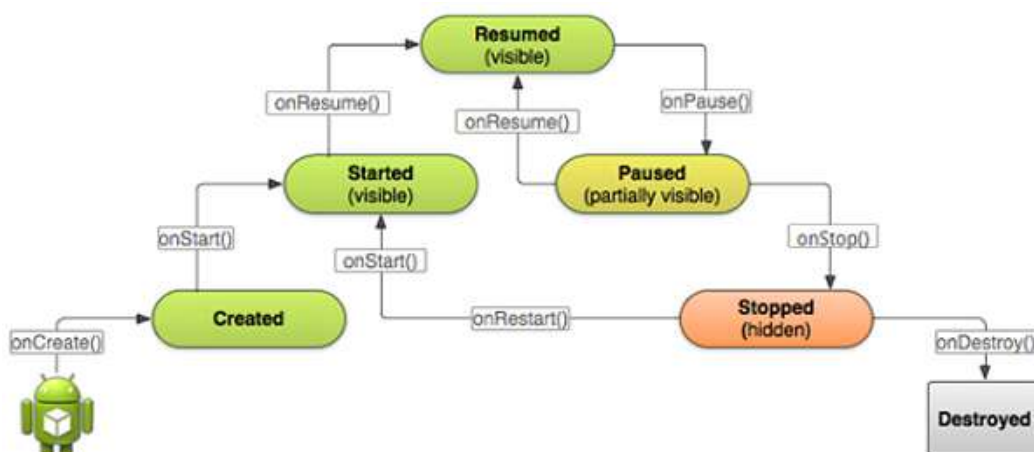 Resumed
(visible)
onResume()
onResume()
onPause()
Started
(visible)
Paused
(partially visible)
onStart()
onStart()
onStop()
Created
onRestart()
Stopped
(hidden)
onCreate()
onDestroy()
Destroyed